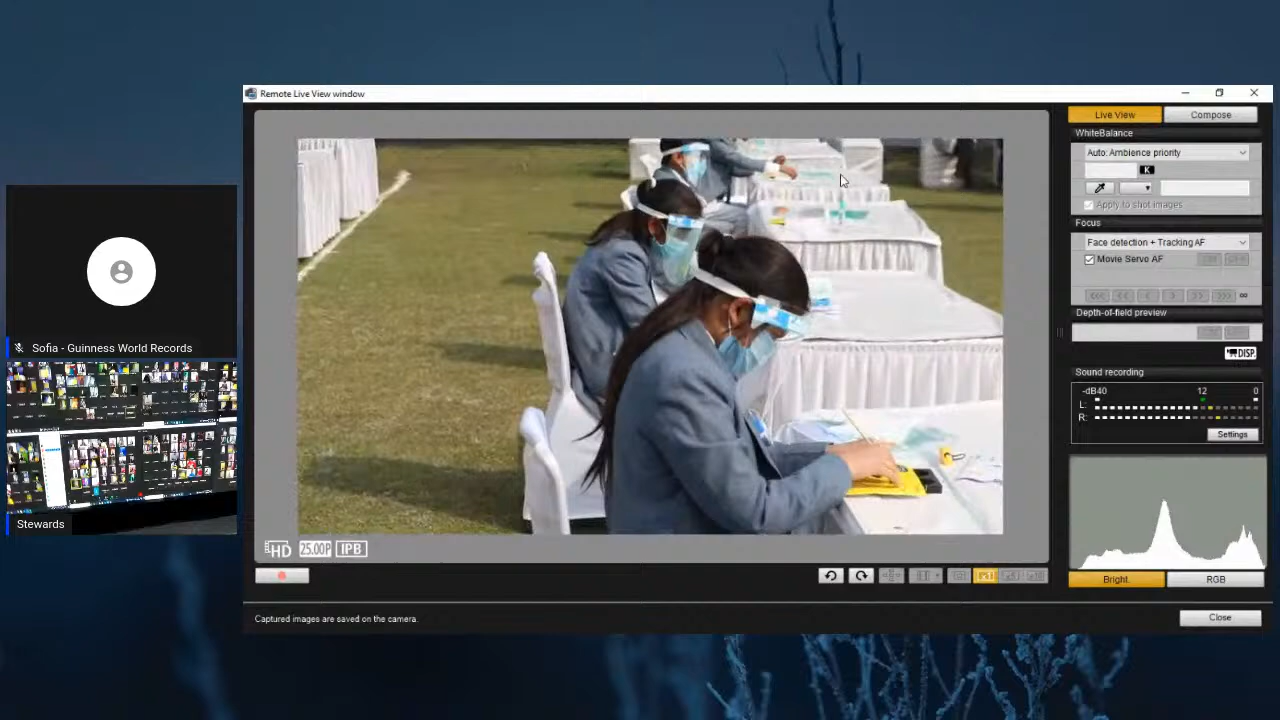 Remote Live View window
Live View
Compose
WhiteBalance
Auto: Ambience priority
K
Apply to shot images
Focus
Face detection + Tracking AF
Movie Servo AF
∞
Depth-of-field preview
DISP.
Sound recording
-dB40 12 0
L:
R:
Settings
Sofia - Guinness World Records
Stewards
HD 25.00P IPB
Bright.
RGB
Captured images are saved on the camera.
Close